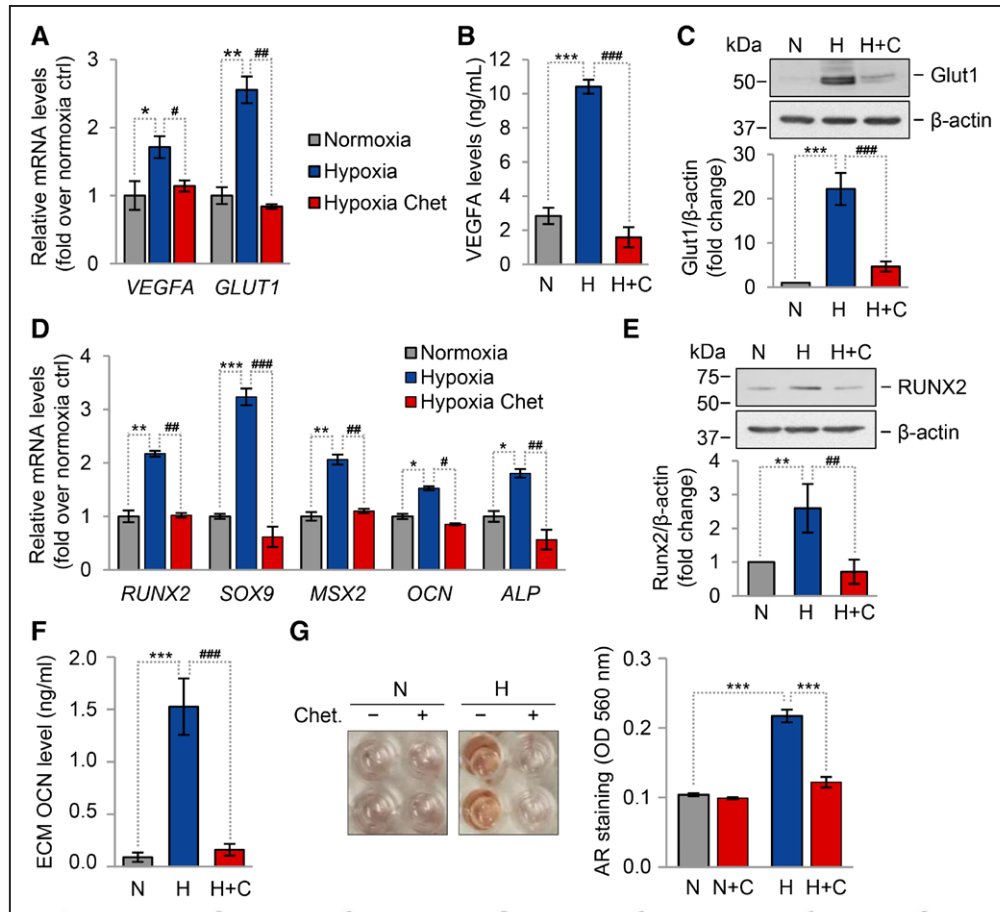 A
Relative mRNA levels
(fold over normoxia ctrl)
3
2
1
0
* # ** ##
VEGFA GLUT1
Normoxia
Hypoxia
Hypoxia Chet
B
VEGFA levels (ng/mL)
12
10
8
6
4
2
0
*** ###
N H H+C
C
kDa N H H+C
50 Glut1
37 β-actin
Glut1/β-actin
(fold change)
30
20
10
0
*** ###
N H H+C
D
Relative mRNA levels
(fold over normoxia ctrl)
4
3
2
1
0
** ## *** ### ** ## * # * ##
RUNX2 SOX9 MSX2 OCN ALP
Normoxia
Hypoxia
Hypoxia Chet
E
kDa N H H+C
75
50 RUNX2
37 β-actin
Runx2/β-actin
(fold change)
4
3
2
1
0
** ##
N H H+C
F
ECM OCN level (ng/ml)
2.0
1.5
1.0
0.5
0.0
*** ###
N H H+C
G
N H
Chet. − + − +
AR staining (OD 560 nm)
0.3
0.2
0.1
0.0
*** ***
N N+C H H+C